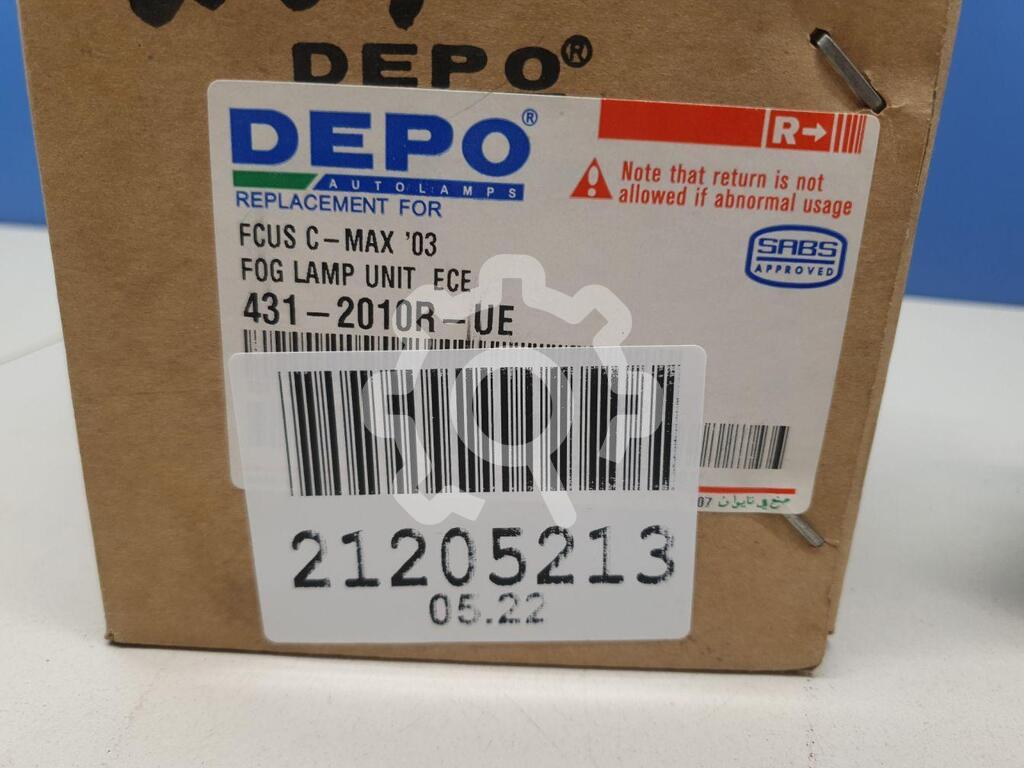 DEPO®
DEPO®
AUTOLAMPS
REPLACEMENT FOR
R→
Note that return is not
allowed if abnormal usage
FCUS C-MAX '03
FOG LAMP UNIT ECE
431-2010R-UE
SABS
APPROVED
07
21205213
05.22